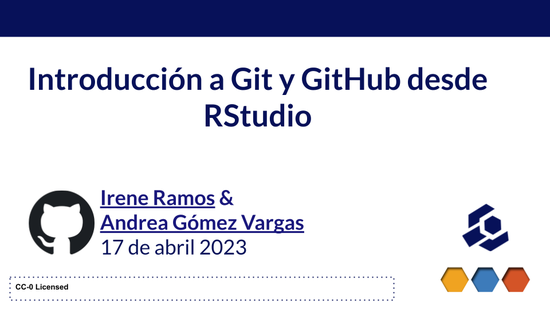 Introducción a Git y GitHub desde
RStudio
Irene Ramos &
Andrea Gómez Vargas
17 de abril 2023
CC-0 Licensed